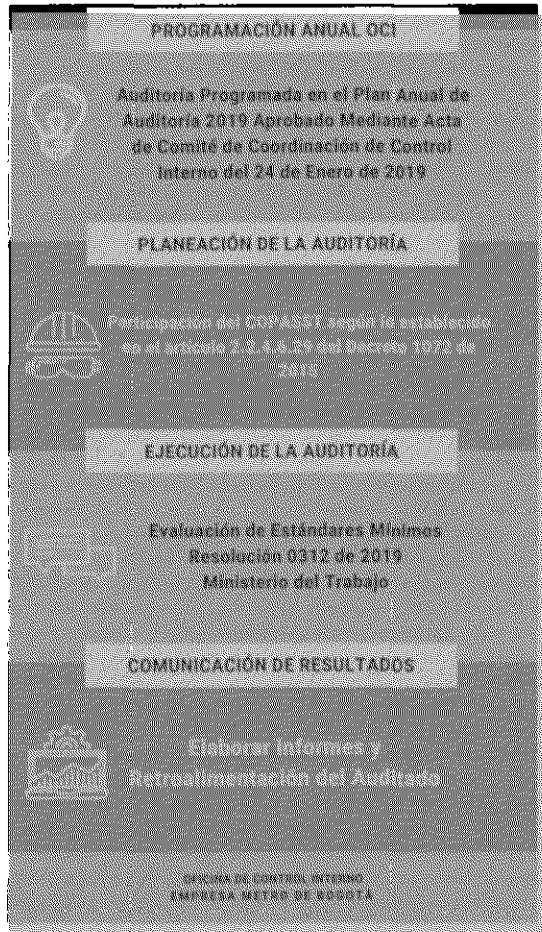 PROGRAMACIÓN ANUAL OCI
Auditoría Programada en el Plan Anual de
Auditoría 2019 Aprobado Mediante Acta
de Comité de Coordinación de Control
Interno del 24 de Enero de 2019
PLANEACIÓN DE LA AUDITORÍA
Participación del COPASST según lo establecido
en el artículo 2.2.4.6.29 del Decreto 1072 de
2015
EJECUCIÓN DE LA AUDITORÍA
Evaluación de Estándares Mínimos
Resolución 0312 de 2019
Ministerio del Trabajo
COMUNICACIÓN DE RESULTADOS
Elaborar Informes y
Retroalimentación del Auditado
OFICINA DE CONTROL INTERNO
EMPRESA METRO DE BOGOTÁ